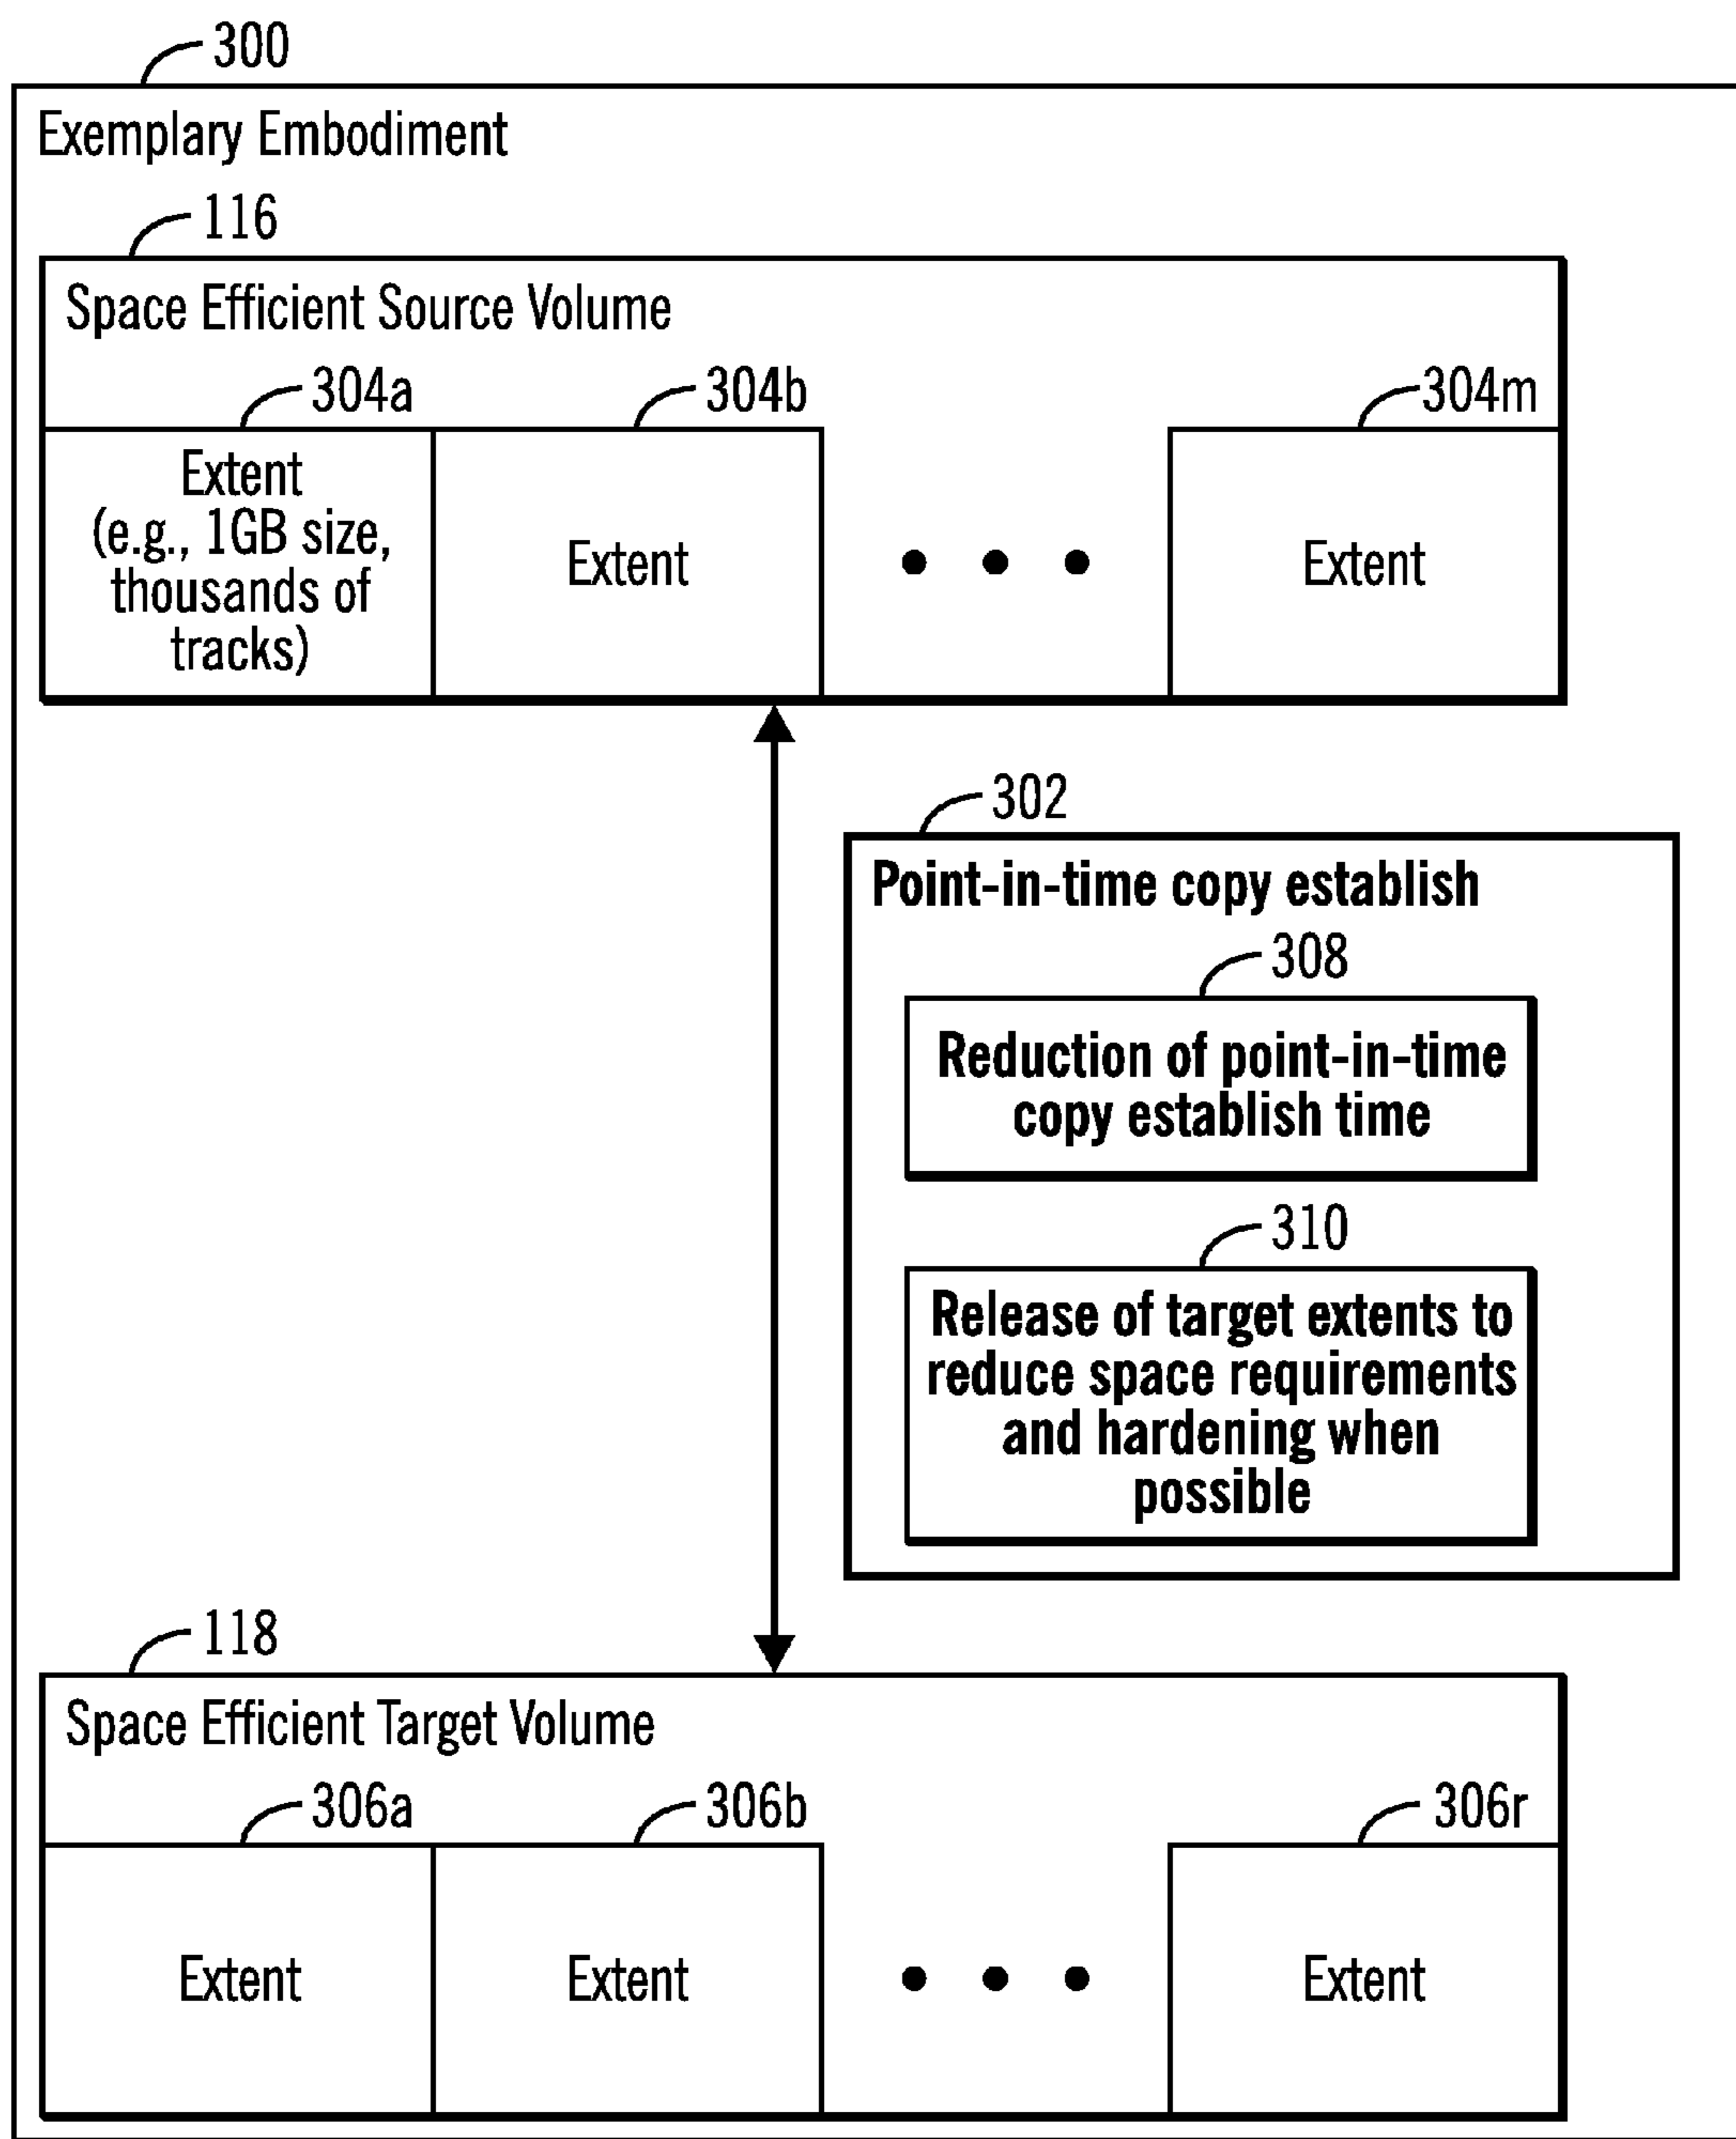 300
Exemplary Embodiment
116
Space Efficient Source Volume
304a
304b
304m
Extent
(e.g., 1GB size,
thousands of
tracks)
Extent
Extent
302
Point-in-time copy establish
308
Reduction of point-in-time
copy establish time
310
Release of target extents to
reduce space requirements
and hardening when
possible
118
Space Efficient Target Volume
306a
306b
306r
Extent
Extent
Extent